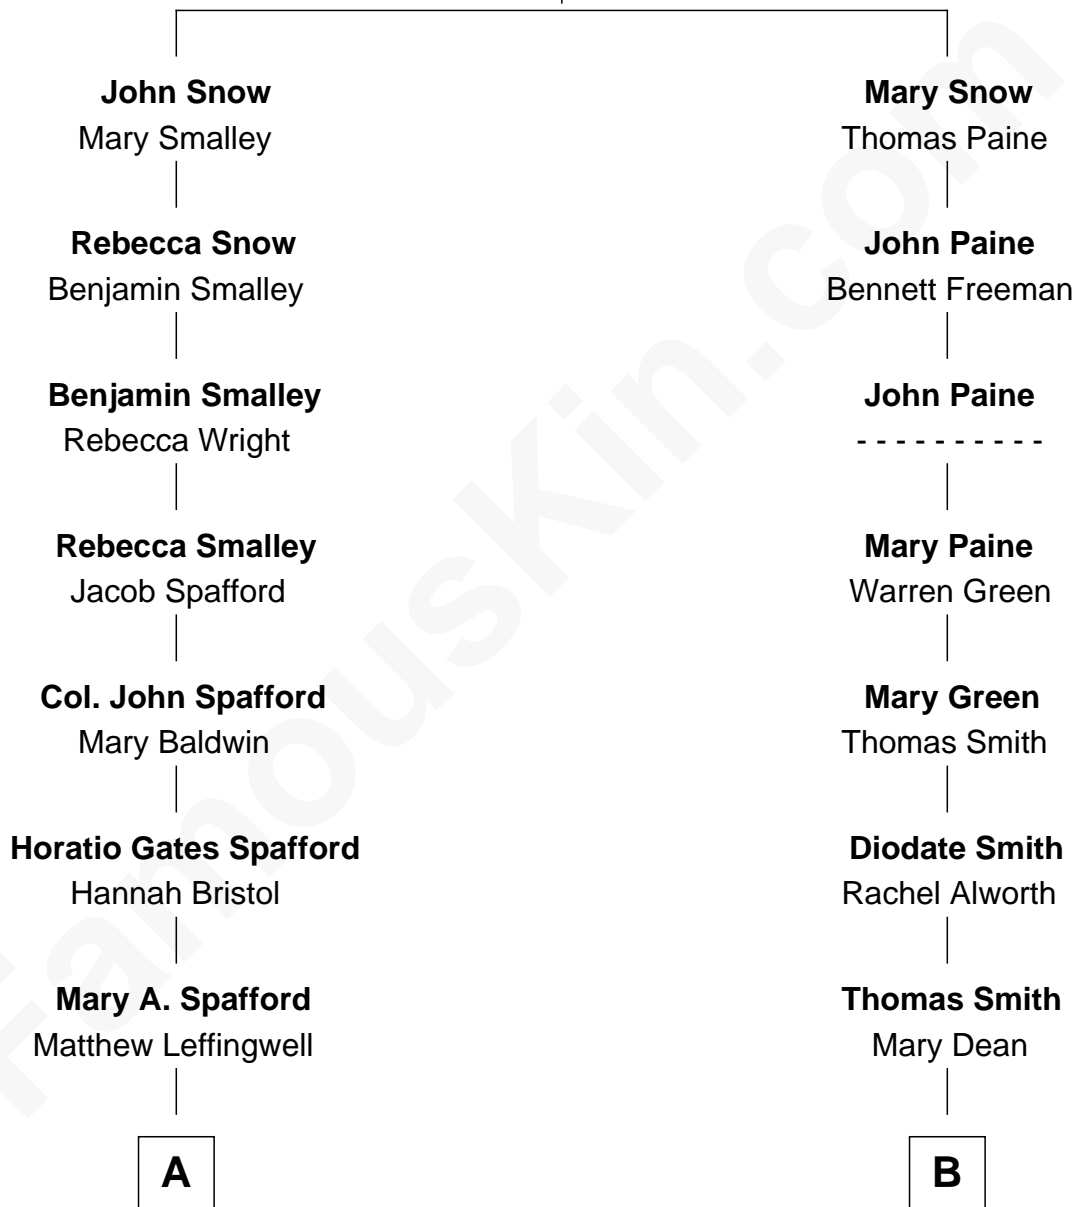 John Snow
Mary Smalley
Rebecca Snow
Benjamin Smalley
Benjamin Smalley
Rebecca Wright
Rebecca Smalley
Jacob Spafford
Col. John Spafford
Mary Baldwin
Horatio Gates Spafford
Hannah Bristol
Mary A. Spafford
Matthew Leffingwell
A
Mary Snow
Thomas Paine
John Paine
Bennett Freeman
John Paine
- - - - - - - - - -
Mary Paine
Warren Green
Mary Green
Thomas Smith
Diodate Smith
Rachel Alworth
Thomas Smith
Mary Dean
B
FamousKin.com